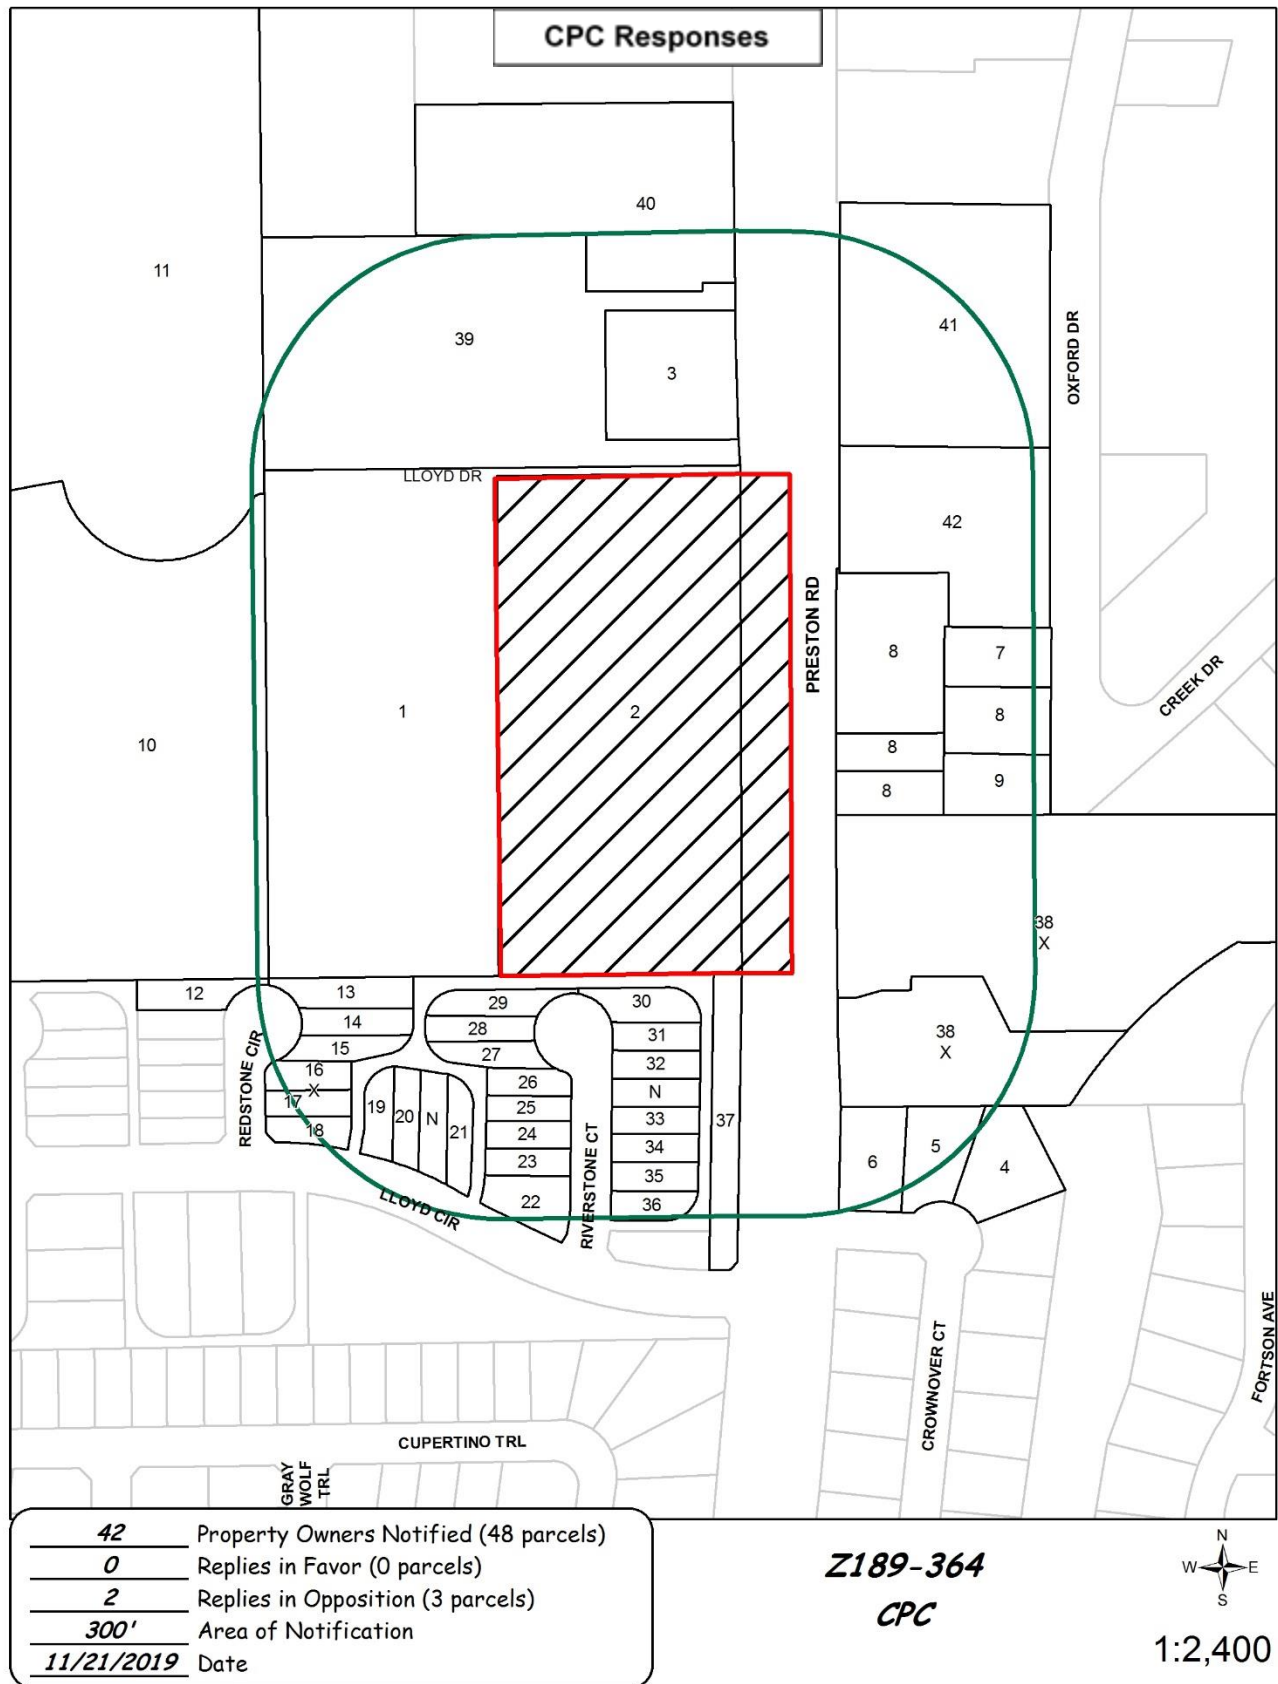 CPC Responses
40
11
41
39
OXFORD DR
3
LLOYD DR
42
PRESTON RD
8
7
CREEK DR
1
2
8
10
8
9
8
38
X
12
13
29
30
14
28
31
38
X
15
27
32
REDSTONE CIR
16
X
17
26
N
19
20
N
21
25
33
37
18
24
34
5
6
4
23
35
RIVERSTONE CT
22
36
LLOYD CIR
FORTSON AVE
CROWNOVER CT
CUPERTINO TRL
GRAY
WOLF
TRL
42 Property Owners Notified (48 parcels)
0 Replies in Favor (0 parcels)
2 Replies in Opposition (3 parcels)
300' Area of Notification
11/21/2019 Date
Z189-364
CPC
N
W E
S
1:2,400